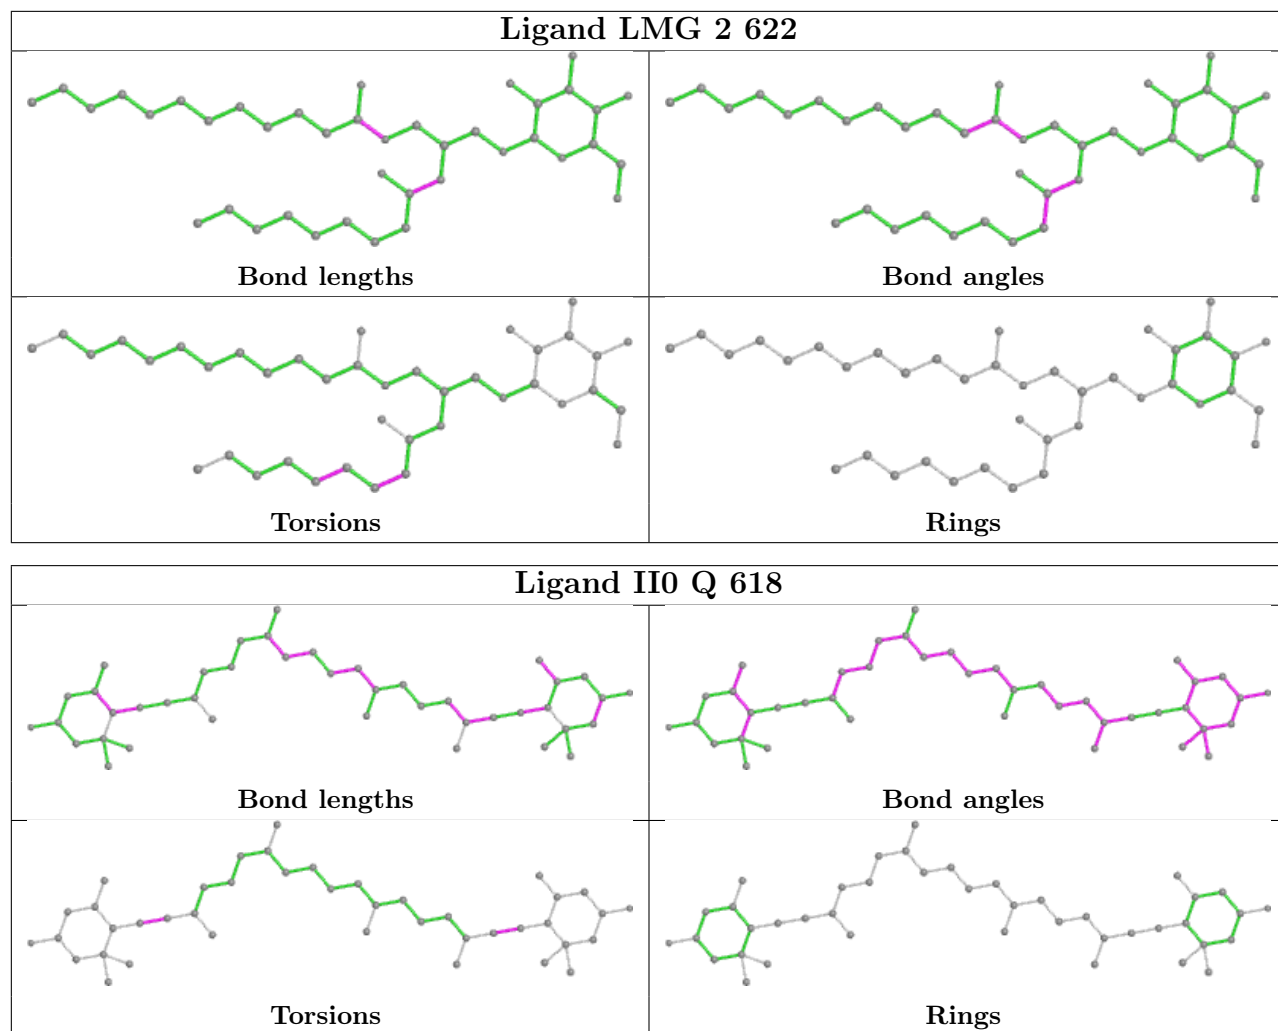 Ligand LMG 2 622
Bond lengths
Bond angles
Torsions
Rings
Ligand II0 Q 618
Bond lengths
Bond angles
Torsions
Rings